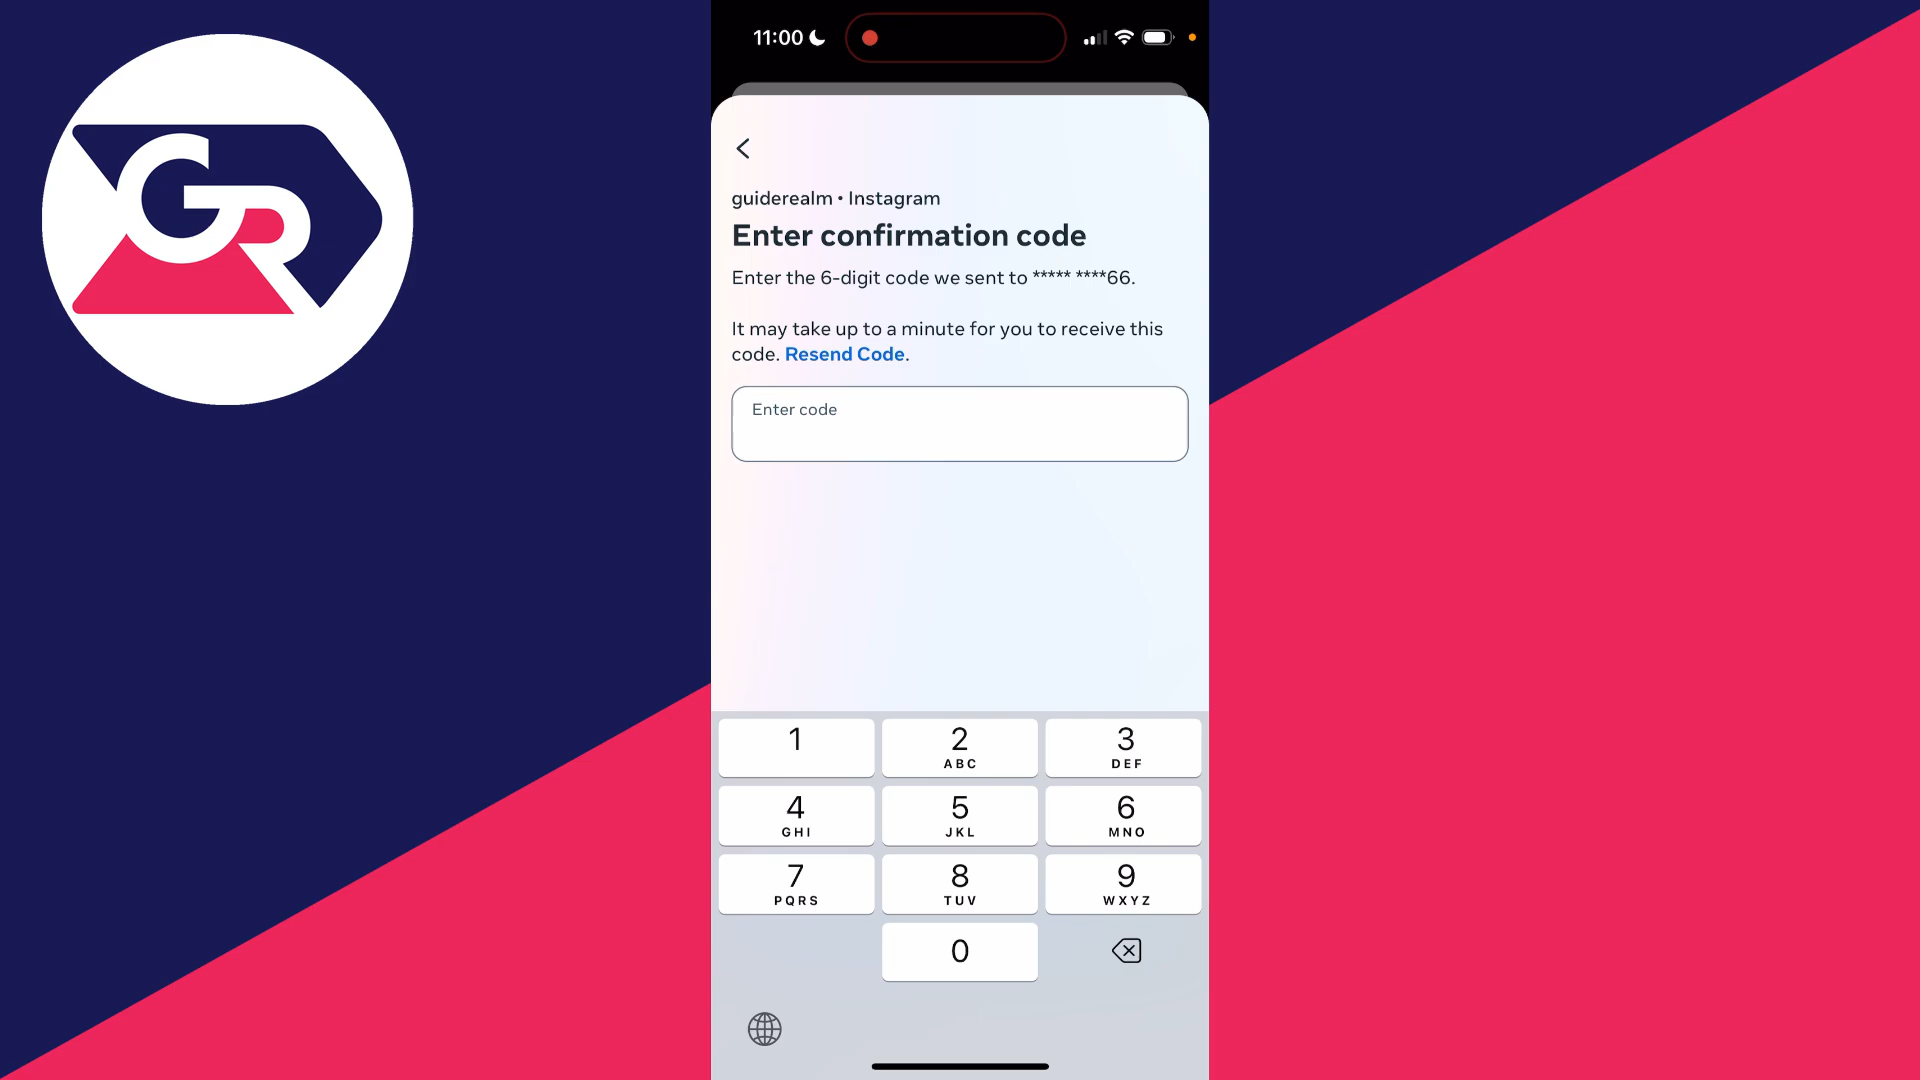 GR
11:00
guiderealm • Instagram
Enter confirmation code
Enter the 6-digit code we sent to ***** ****66.
It may take up to a minute for you to receive this
code. Resend Code.
Enter code
1
2
ABC
3
DEF
4
GHI
5
JKL
6
MNO
7
PQRS
8
TUV
9
WXYZ
0